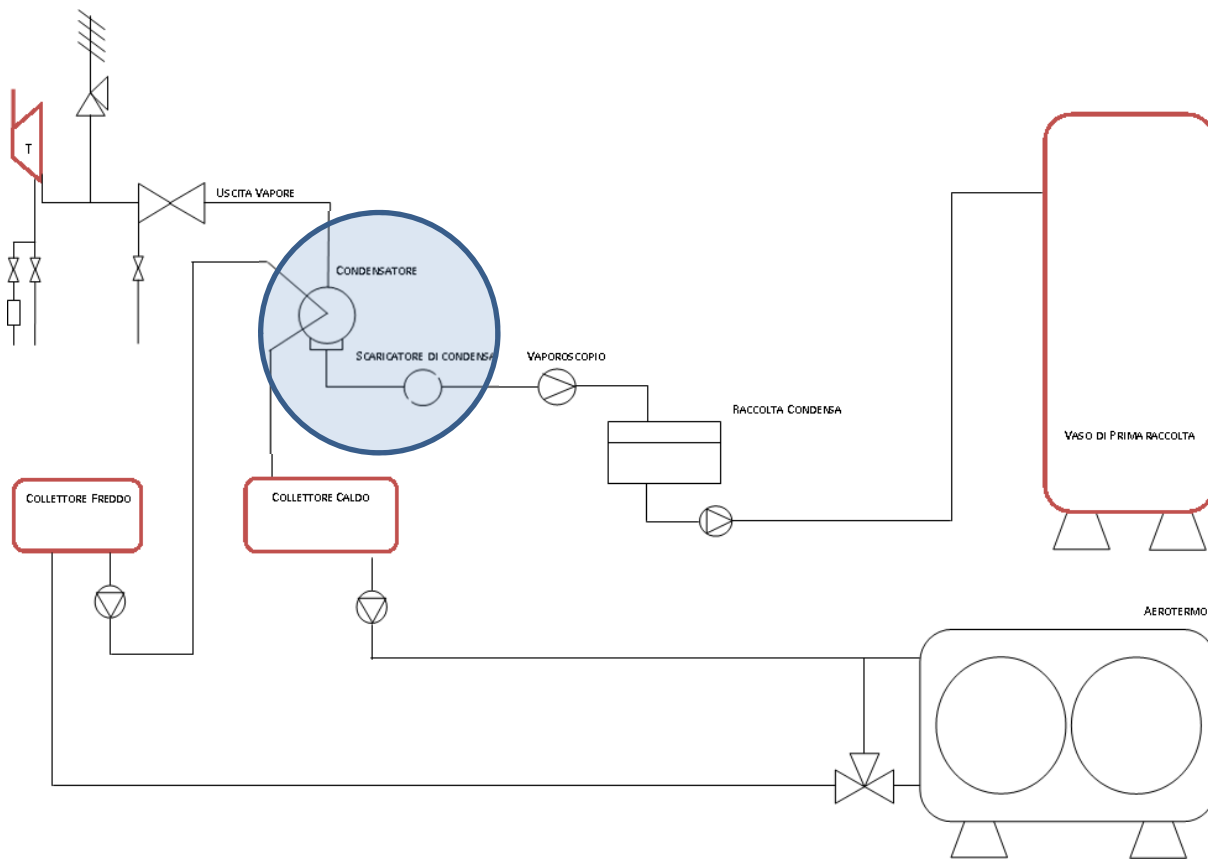 T
Uscita Vapore
Condensatore
Scaricatore di condensa
Vaporoscopio
Raccolta Condensa
Vaso di Prima raccolta
Collettore Freddo
Collettore Caldo
Aerotermo